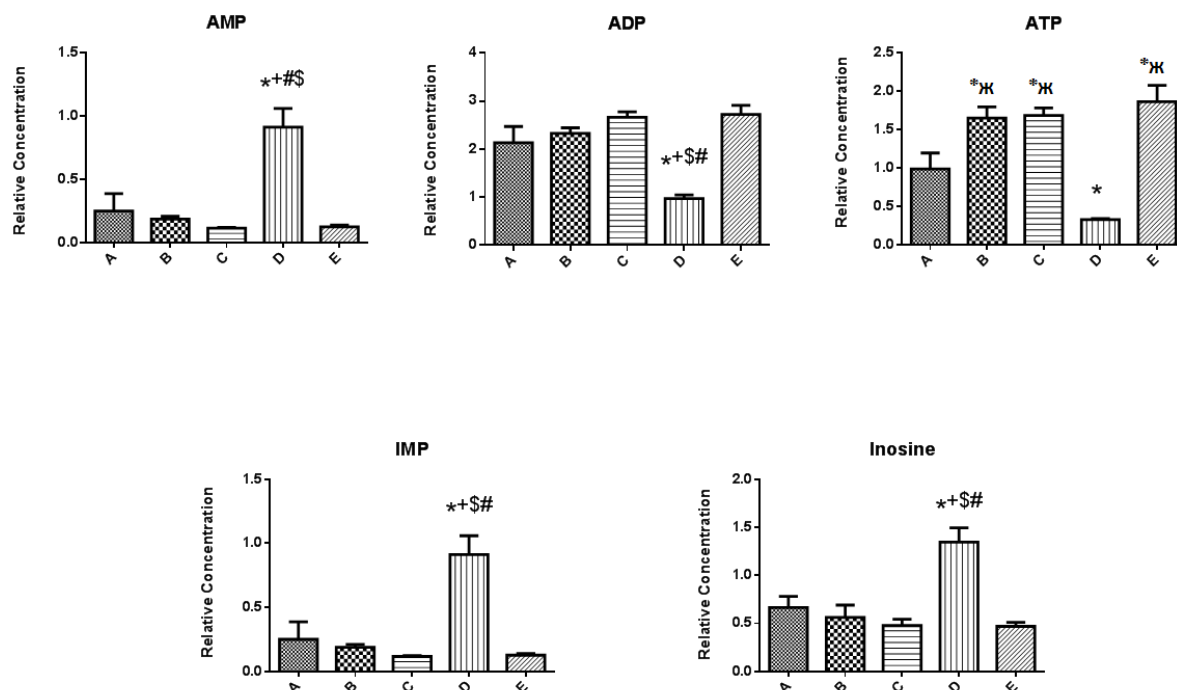 AMP
Relative Concentration
1.5
1.0
0.5
0.0
*+#$
A
B
C
D
E
ADP
Relative Concentration
4
3
2
1
0
*+$#
A
B
C
D
E
ATP
Relative Concentration
2.5
2.0
1.5
1.0
0.5
0.0
*Ж
*Ж
*
*Ж
A
B
C
D
E
IMP
Relative Concentration
1.5
1.0
0.5
0.0
*+$#
A
B
C
D
E
Inosine
Relative Concentration
2.0
1.5
1.0
0.5
0.0
*+$#
A
B
C
D
E